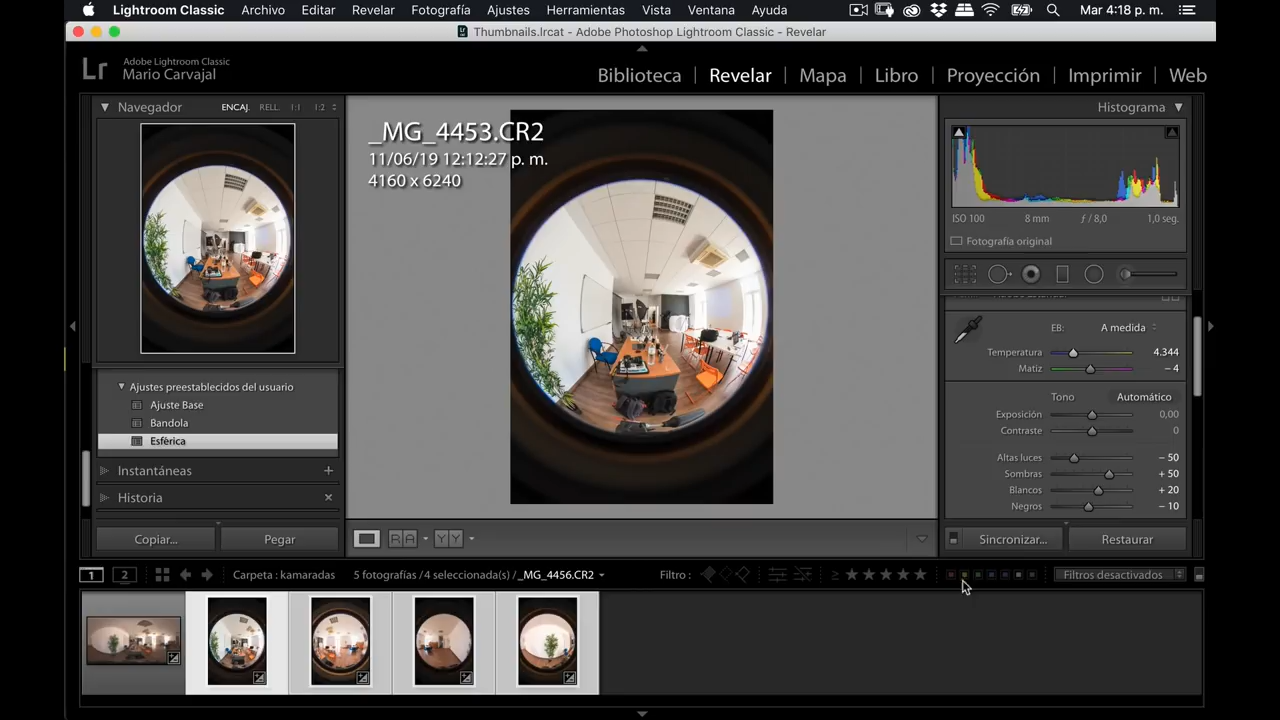 Lightroom Classic Archivo Editar Revelar Fotografía Ajustes Herramientas Vista Ventana Ayuda Mar 4:18 p. m.
Thumbnails.lrcat - Adobe Photoshop Lightroom Classic - Revelar
Lr
Adobe Lightroom Classic
Mario Carvajal
Biblioteca Revelar Mapa Libro Proyección Imprimir Web
Navegador ENCAJ. RELL. 1:1 1:2
Histograma
_MG_4453.CR2
11/06/19 12:12:27 p. m.
4160 x 6240
ISO 100 8 mm ƒ / 8,0 1,0 seg.
Fotografía original
EB: A medida
Temperatura 4.344
Matiz – 4
Tono Automático
Exposición 0,00
Contraste 0
Altas luces – 50
Sombras + 50
Blancos + 20
Negros – 10
Ajustes preestablecidos del usuario
Ajuste Base
Bandola
Esférica
Instantáneas
Historia
Copiar... Pegar
RA YY
Sincronizar... Restaurar
1 2 Carpeta : kamaradas 5 fotografías /4 seleccionada(s) /_MG_4456.CR2 Filtro : Filtros desactivados